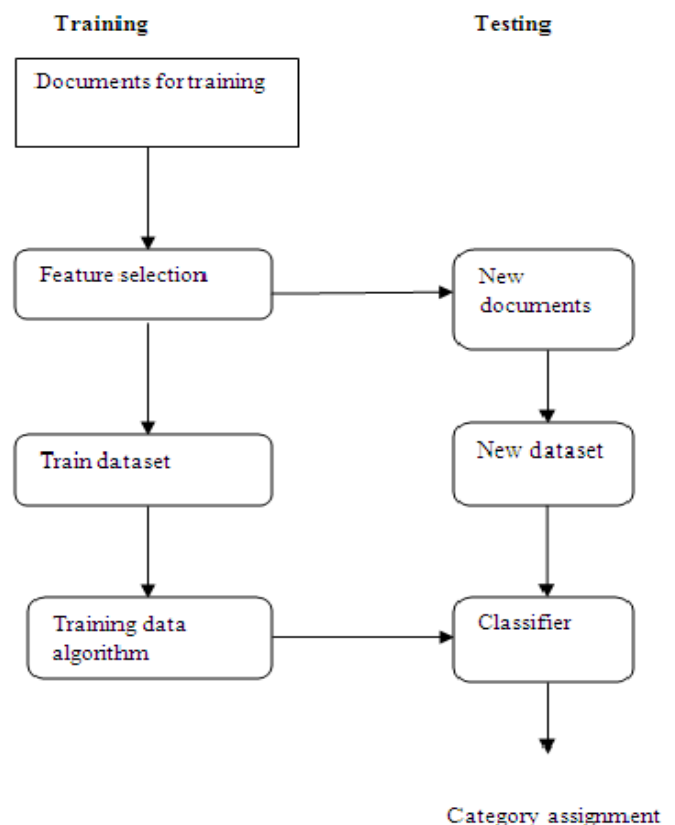 Training
Testing
Documents for training
Feature selection
New
documents
Train dataset
New dataset
Training data
algorithm
Classifier
Category assignment